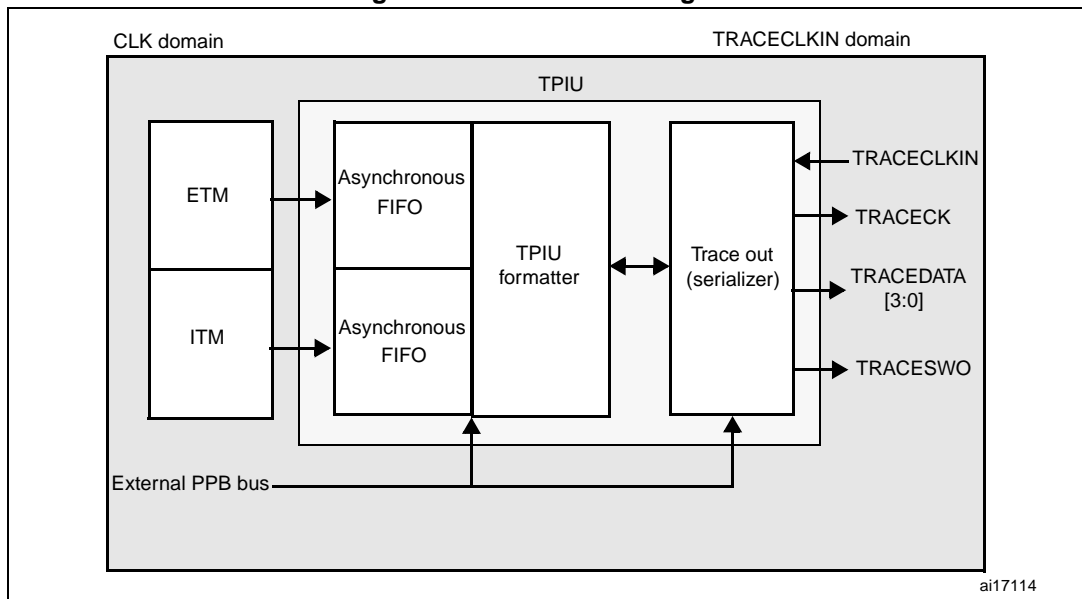 CLK domain
TRACECLKIN domain
TPIU
ETM
ITM
Asynchronous
FIFO
Asynchronous
FIFO
TPIU
formatter
Trace out
(serializer)
TRACECLKIN
TRACECK
TRACEDATA
[3:0]
TRACESWO
External PPB bus
ai17114